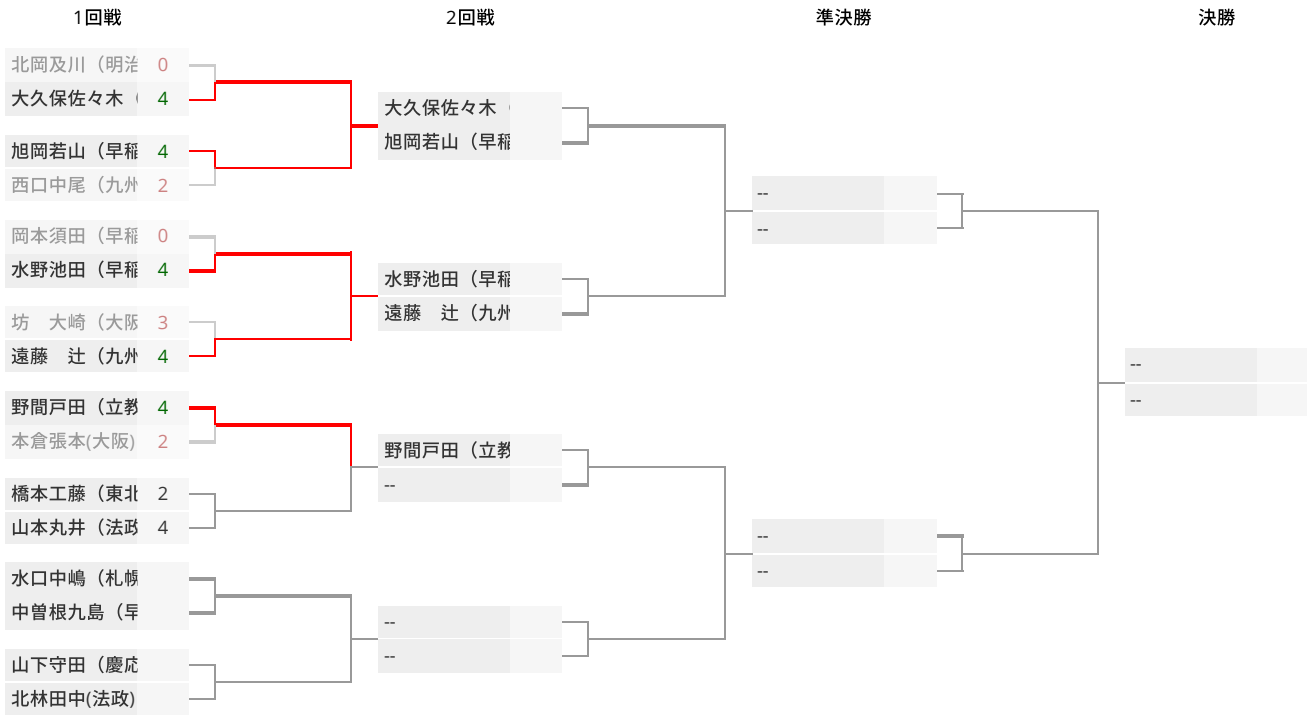 1回戦 2回戦 準決勝 決勝
北岡及川（明治 0
大久保佐々木（ 4
旭岡若山（早稲 4
西口中尾（九州 2
岡本須田（早稲 0
水野池田（早稲 4
坊　大崎（大阪 3
遠藤　辻（九州 4
野間戸田（立教 4
本倉張本(大阪) 2
橋本工藤（東北 2
山本丸井（法政 4
水口中嶋（札幌
中曽根九島（早
山下守田（慶応
北林田中(法政)
大久保佐々木（
旭岡若山（早稲
水野池田（早稲
遠藤　辻（九州
野間戸田（立教
--
--
--
--
--
--
--
--
--